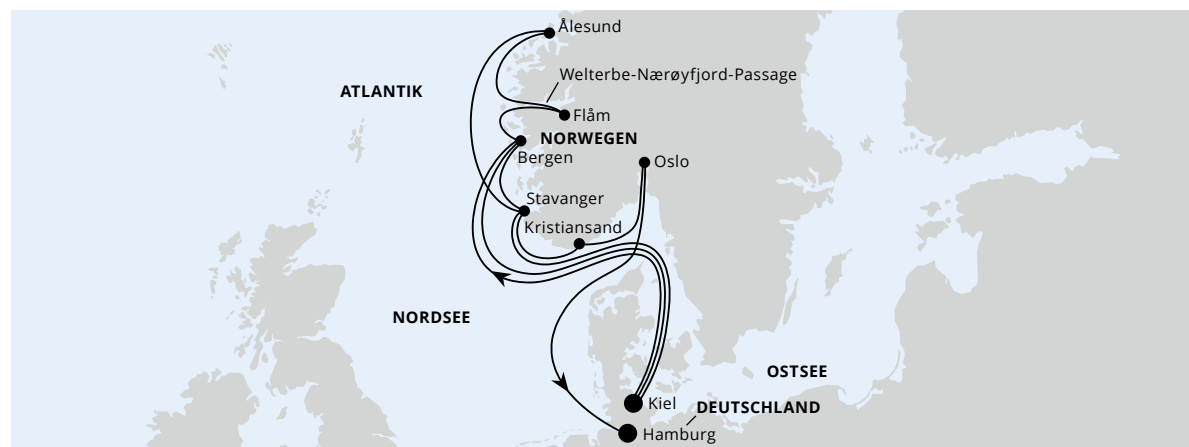 Ålesund
Welterbe-Nærøyfjord-Passage
ATLANTIK
Flåm
NORWEGEN
Bergen
Oslo
Stavanger
Kristiansand
NORDSEE
OSTSEE
Kiel
DEUTSCHLAND
Hamburg